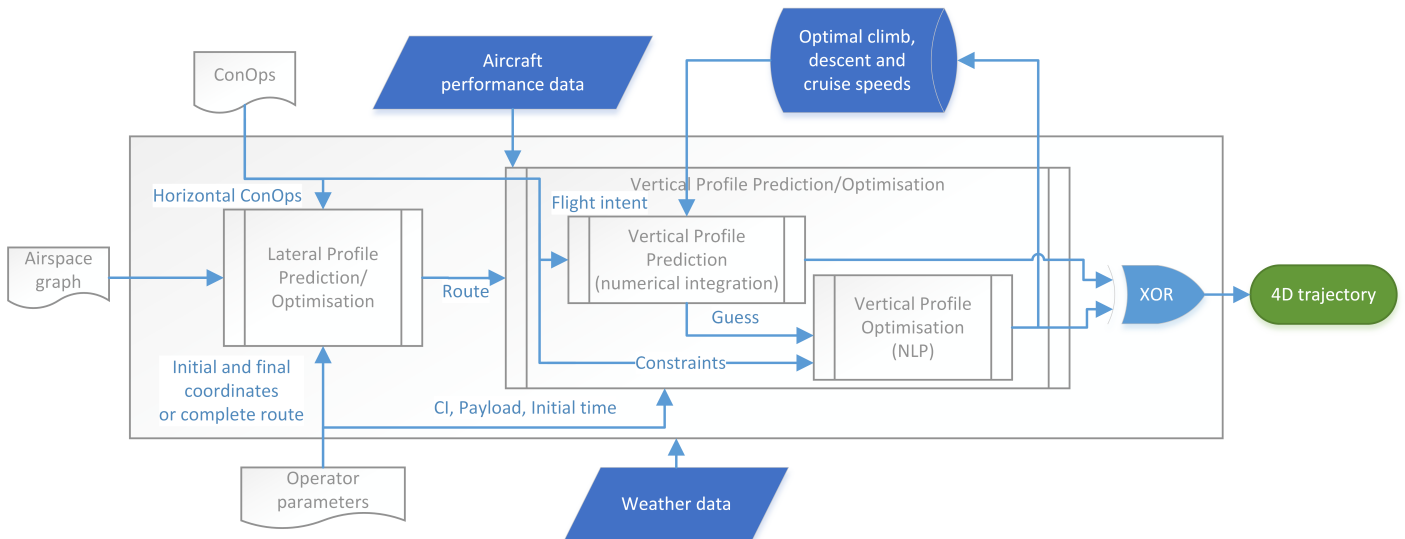 ConOps
Aircraft
performance data
Optimal climb,
descent and
cruise speeds
Horizontal ConOps
Vertical Profile Prediction/Optimisation
Flight intent
Airspace
graph
Lateral Profile
Prediction/
Optimisation
Route
Vertical Profile
Prediction
(numerical integration)
Guess
Vertical Profile
Optimisation
(NLP)
Constraints
XOR
4D trajectory
Initial and final
coordinates
or complete route
CI, Payload, Initial time
Operator
parameters
Weather data